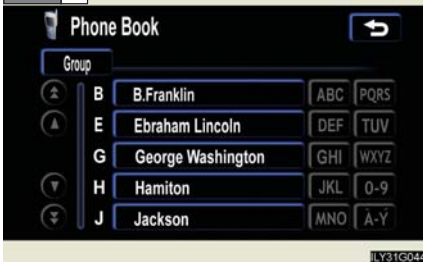 Phone Book
Group
B B.Franklin ABC PQRS
E Ebraham Lincoln DEF TUV
G George Washington GHI WXYZ
H Hamiton JKL 0-9
J Jackson MNO À-Ý
ILY31G044